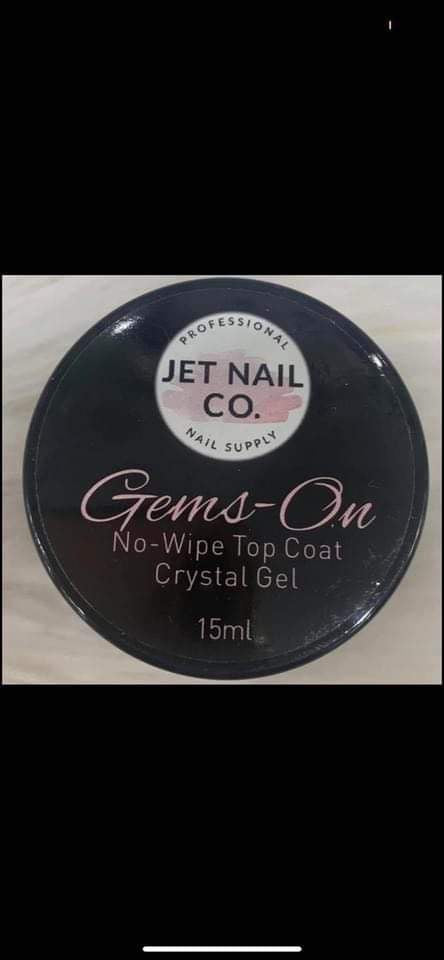 PROFESSIONAL
JET NAIL
CO.
NAIL SUPPLY
Gems-On
No-Wipe Top Coat
Crystal Gel
15ml